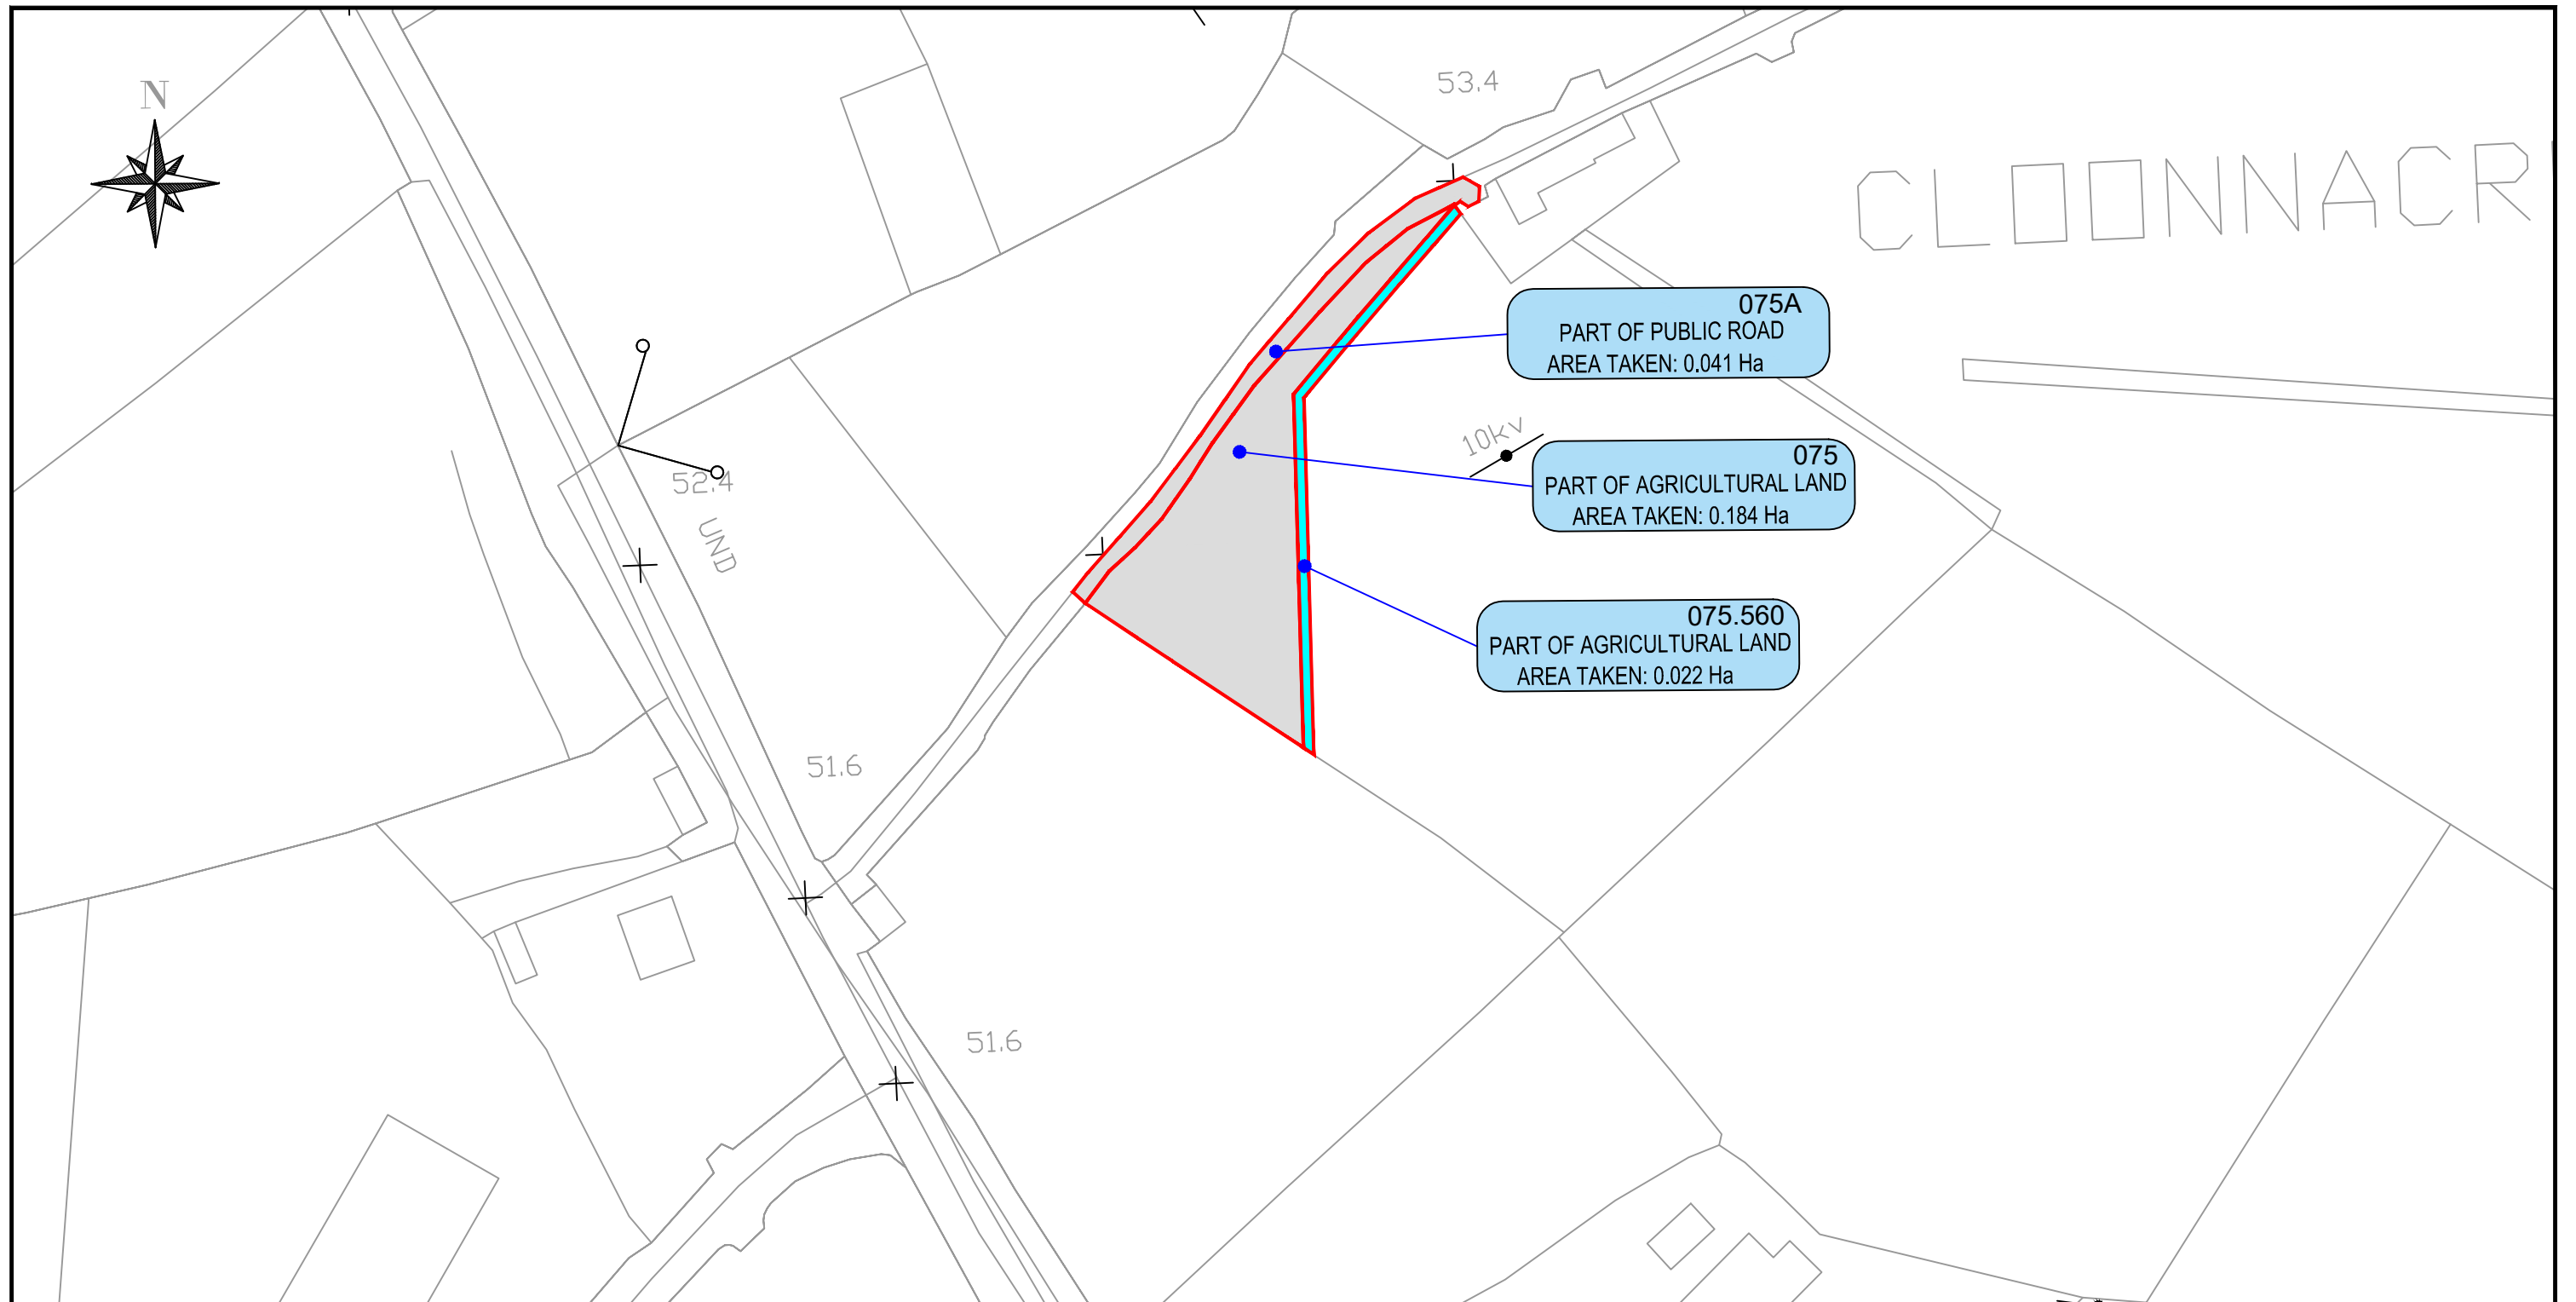 N
53.4
CLOONNACR
075A
PART OF PUBLIC ROAD
AREA TAKEN: 0.041 Ha
10kv
075
PART OF AGRICULTURAL LAND
AREA TAKEN: 0.184 Ha
52.4
UND
075.560
PART OF AGRICULTURAL LAND
AREA TAKEN: 0.022 Ha
51.6
51.6